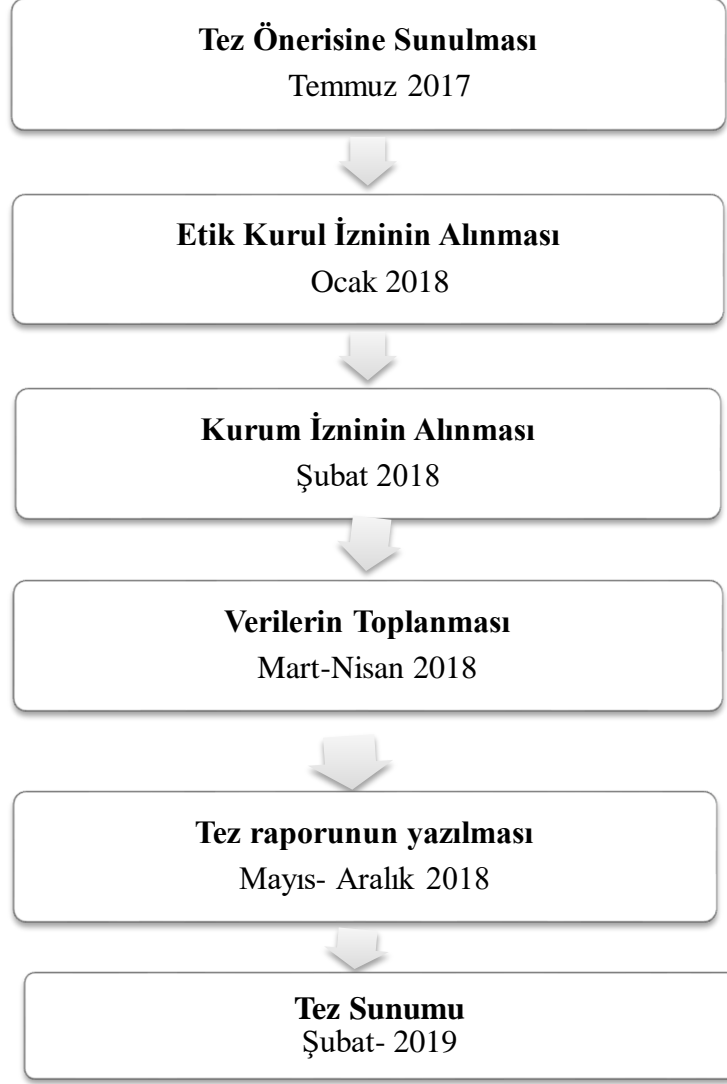 Tez Önerisine Sunulması
Temmuz 2017
Etik Kurul İzninin Alınması
Ocak 2018
Kurum İzninin Alınması
Şubat 2018
Verilerin Toplanması
Mart-Nisan 2018
Tez raporunun yazılması
Mayıs- Aralık 2018
Tez Sunumu
Şubat- 2019